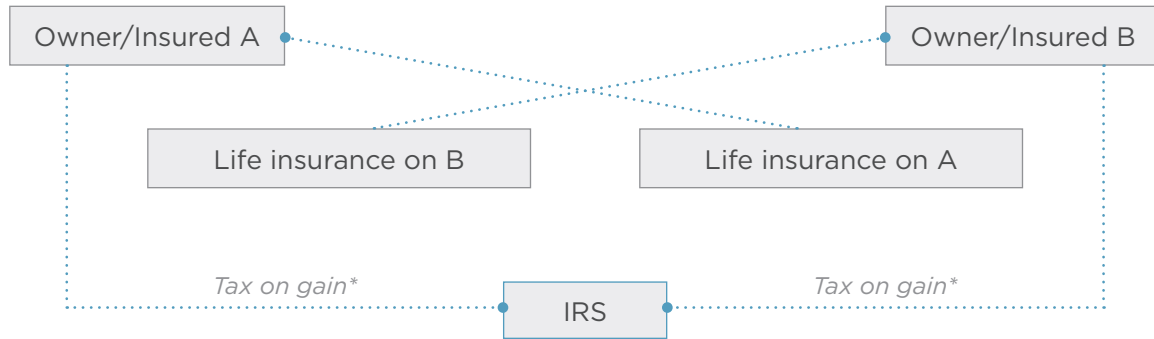 Owner/Insured A
Owner/Insured B
Life insurance on B
Life insurance on A
Tax on gain*
Tax on gain*
IRS